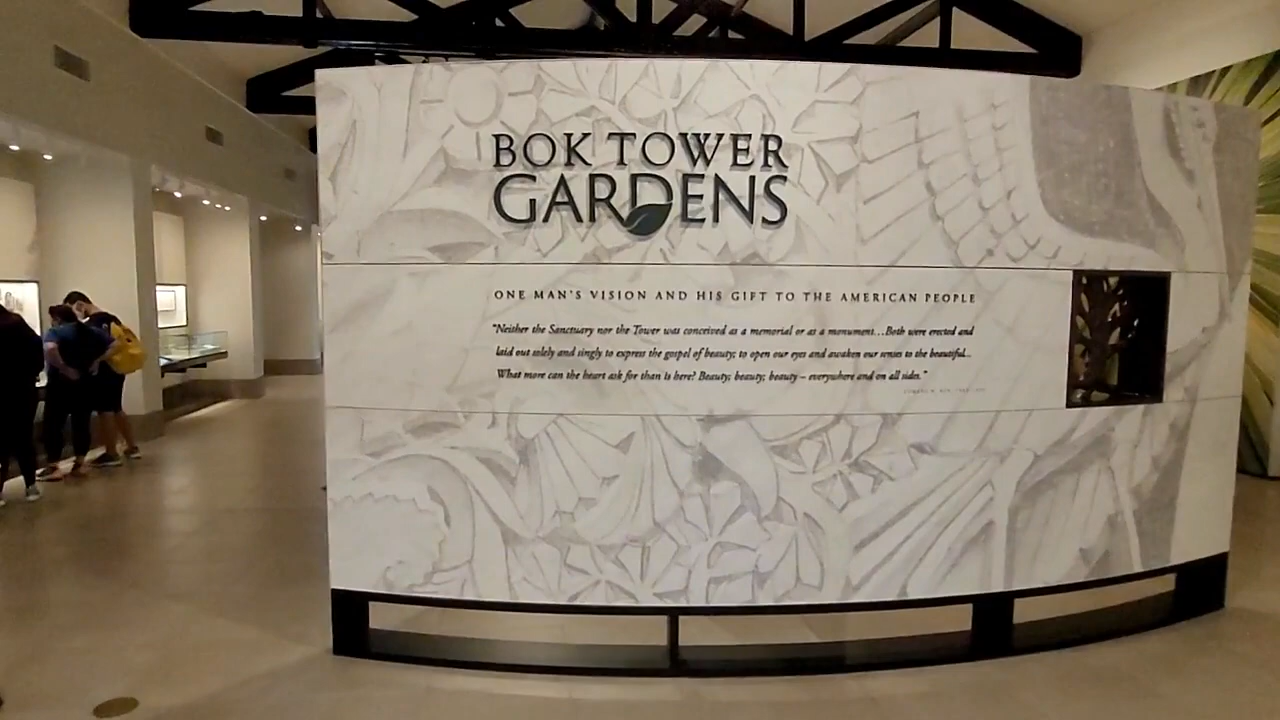 BOK TOWER
GARDENS
ONE MAN'S VISION AND HIS GIFT TO THE AMERICAN PEOPLE
"Neither the Sanctuary nor the Tower was conceived as a memorial or as a monument...Both were erected and
laid out solely and singly to express the gospel of beauty; to open our eyes and awaken our senses to the beautiful...
What more can the heart ask for than is here? Beauty; beauty; beauty – everywhere and on all sides."